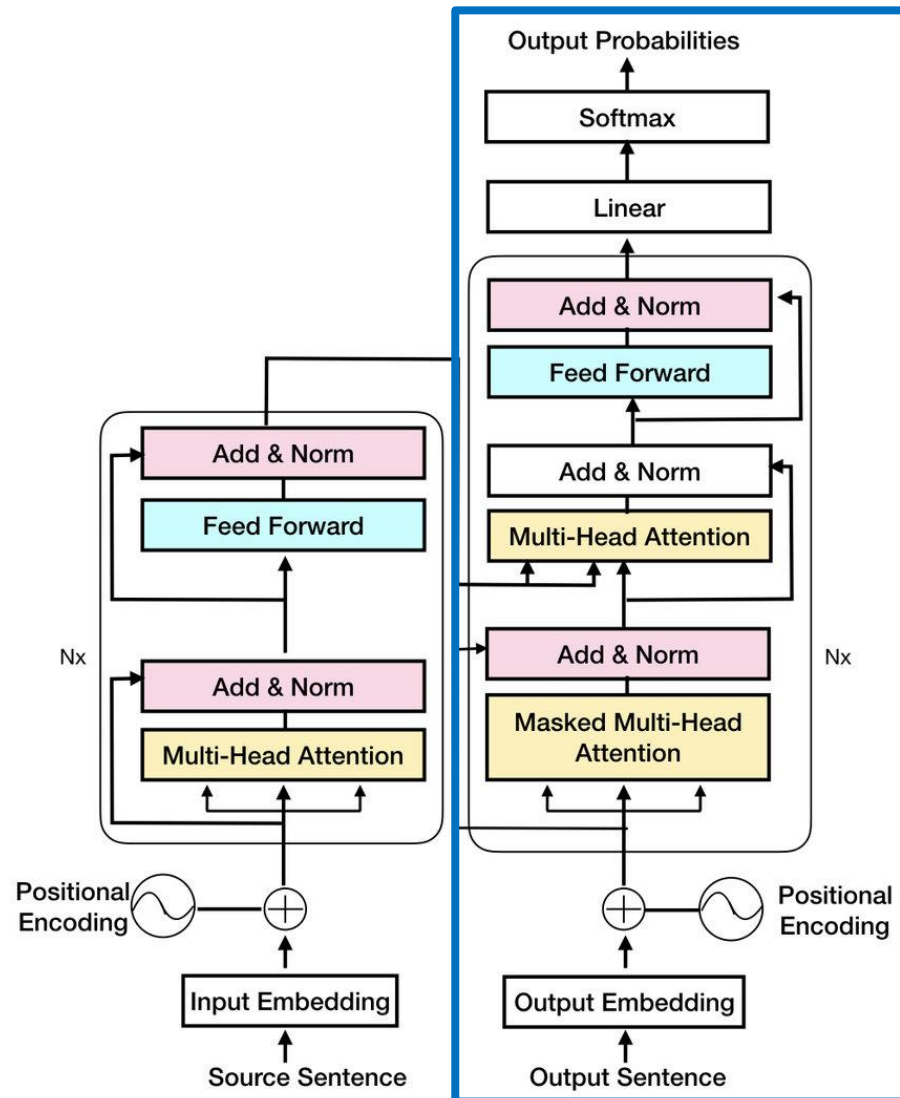 Output Probabilities
Softmax
Linear
Add & Norm
Feed Forward
Add & Norm
Multi-Head Attention
Add & Norm
Masked Multi-Head
Attention
Nx
Positional
Encoding
Output Embedding
Output Sentence
Add & Norm
Feed Forward
Nx
Add & Norm
Multi-Head Attention
Positional
Encoding
Input Embedding
Source Sentence